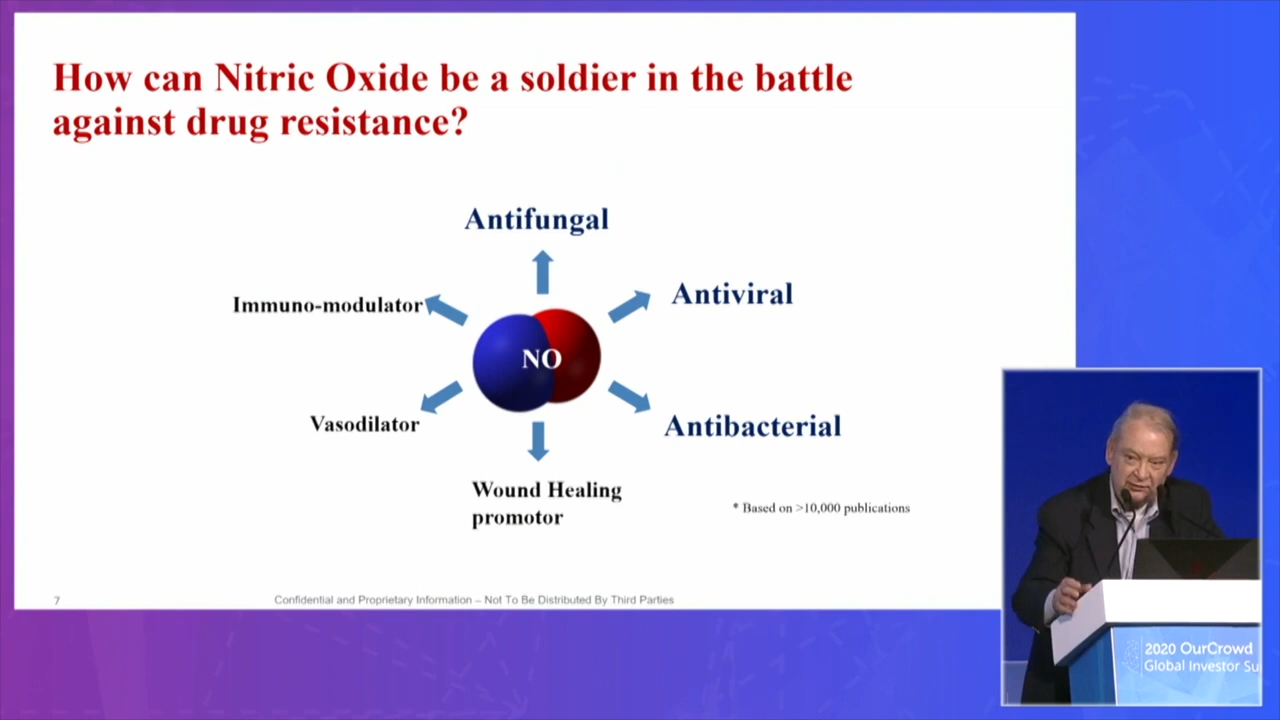 How can Nitric Oxide be a soldier in the battle
against drug resistance?
Antifungal
Immuno-modulator
Antiviral
NO
Vasodilator
Antibacterial
Wound Healing
promotor
* Based on >10,000 publications
7
Confidential and Proprietary Information – Not To Be Distributed By Third Parties
2020 OurCrowd
Global Investor Su